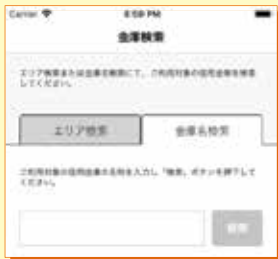 Carrier 8:59 PM
金庫検索
エリア検索または金庫名検索にて、ご利用対象の信用金庫を検索
してください。
エリア検索 金庫名検索
ご利用対象の信用金庫の名称を入力し「検索」ボタンを押下して
ください。
検索